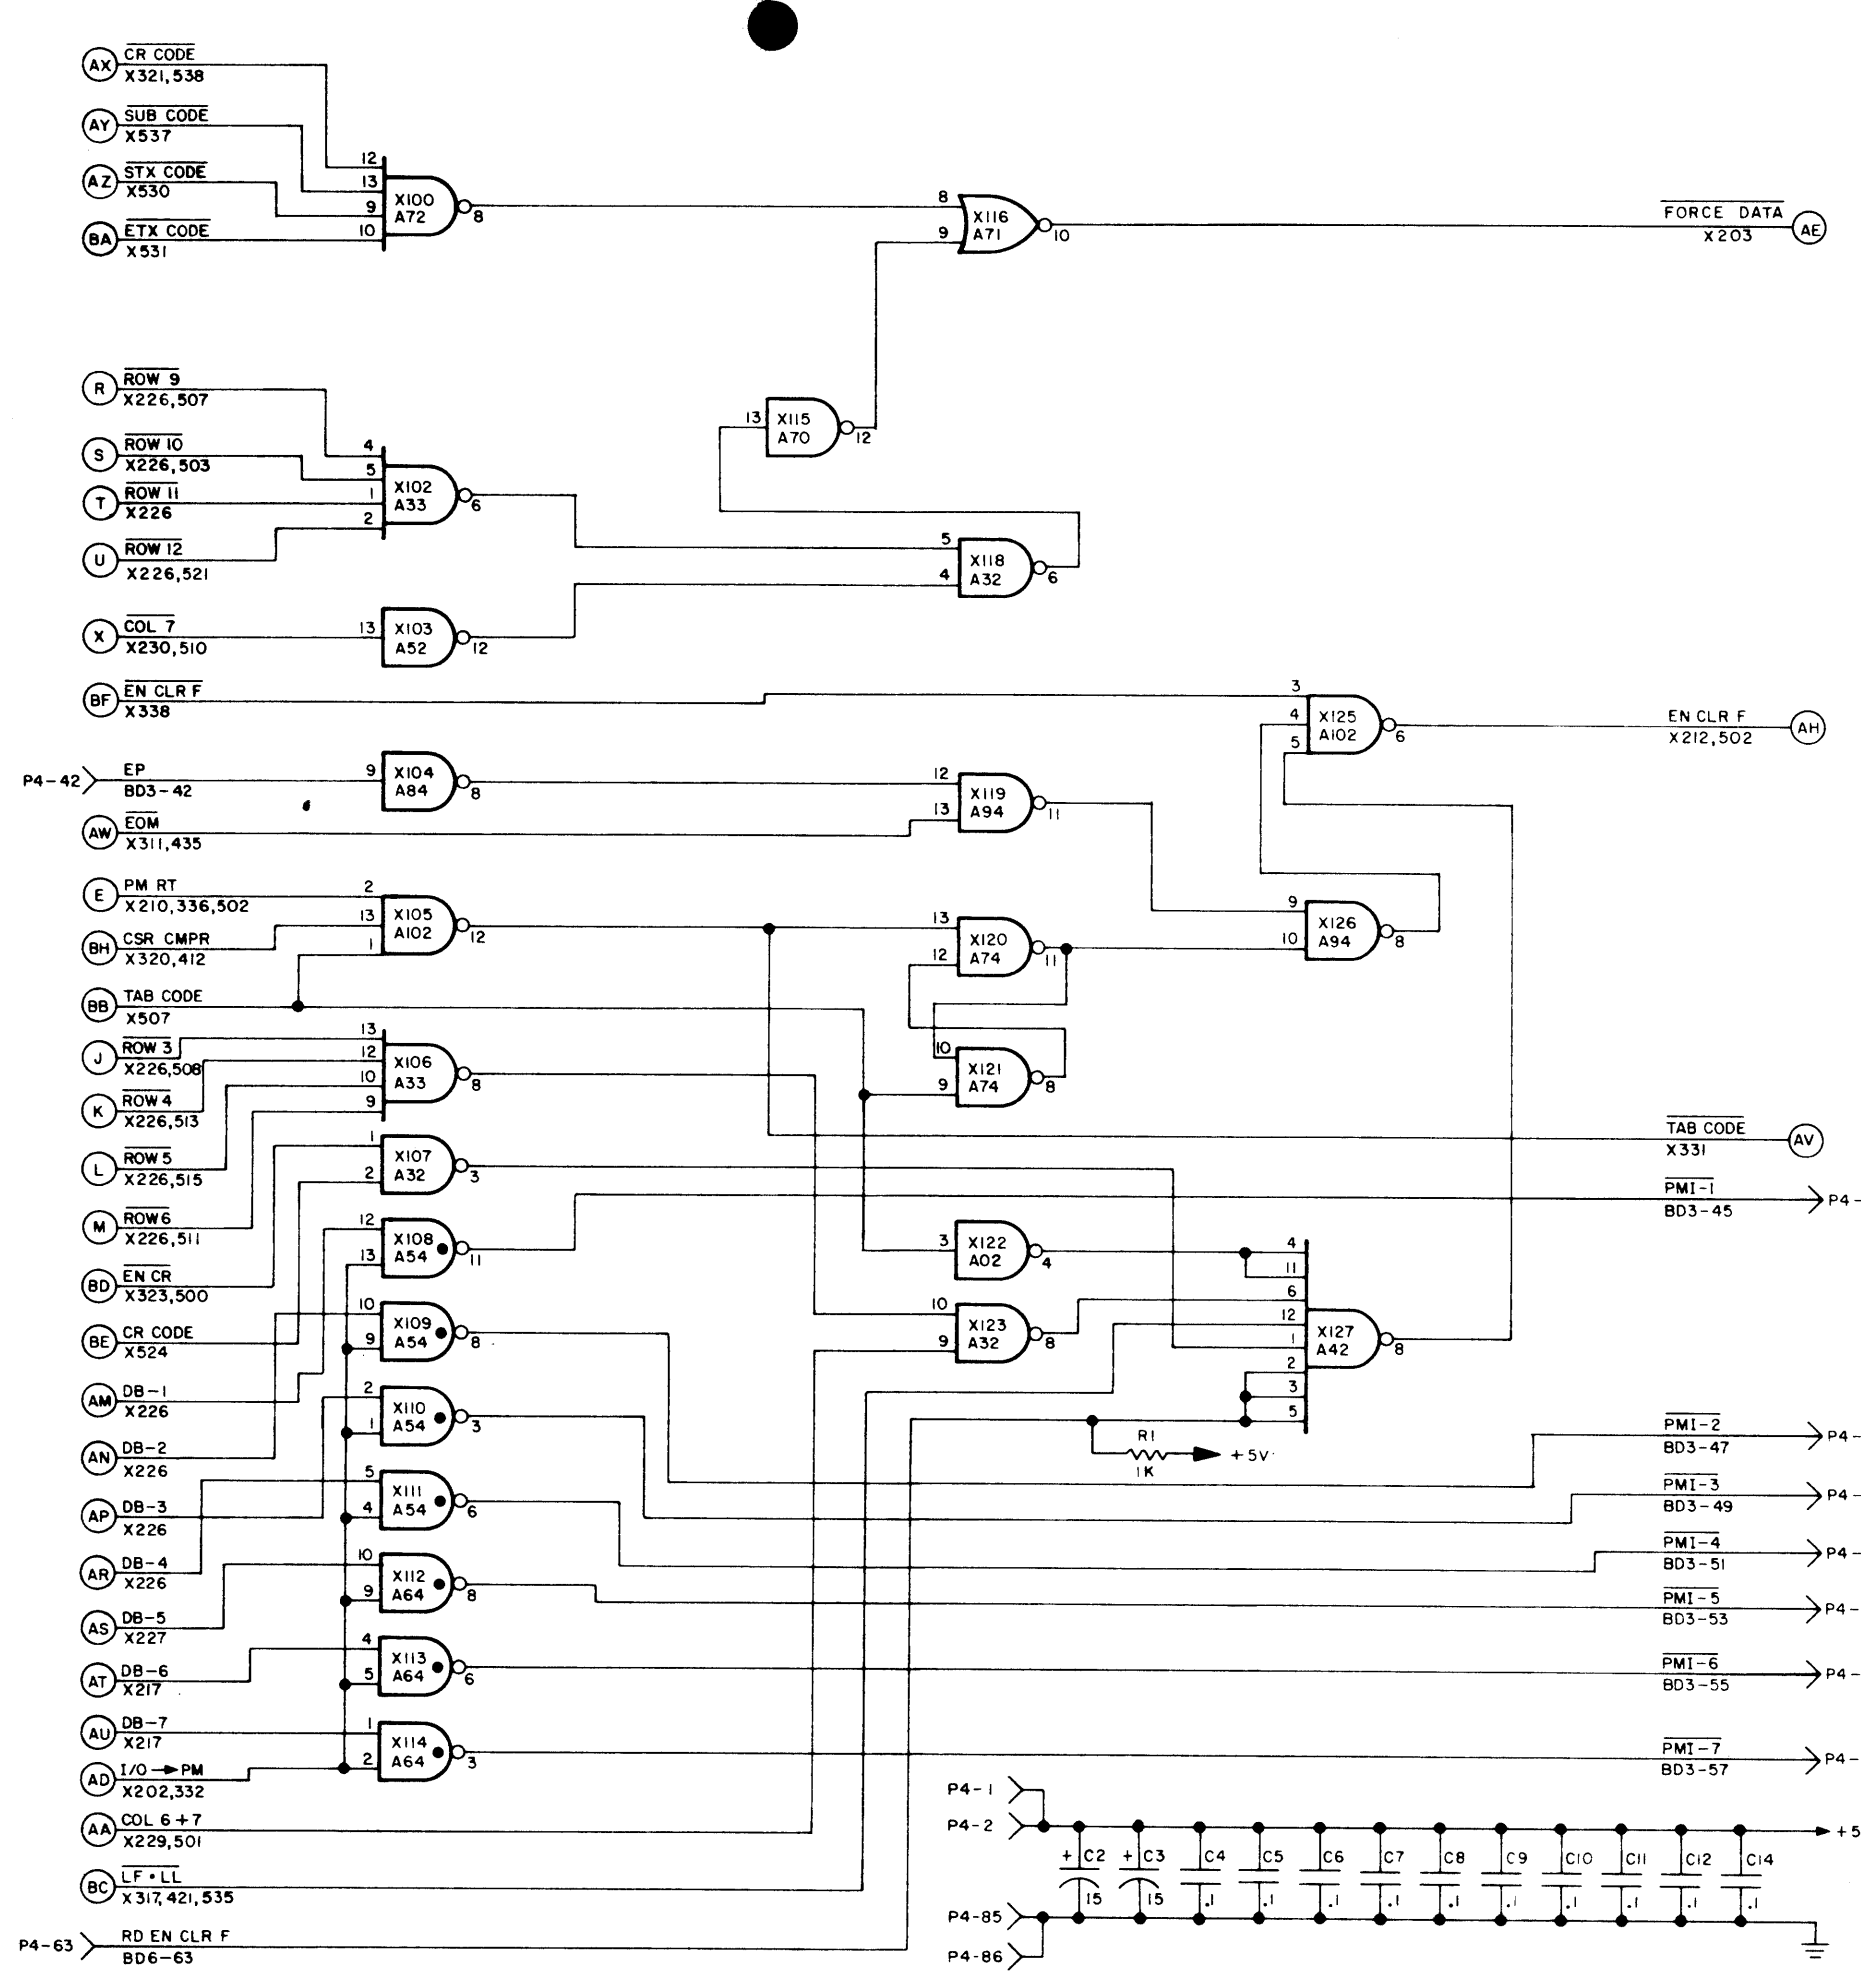 AX CR CODE
X321,538
AY SUB CODE
X537
AZ STX CODE
X530
BA ETX CODE
X531
12
13
9
10
X100
A72
8
8
9
X116
A71
10
FORCE DATA
X203
AE
R ROW 9
X226,507
S ROW 10
X226,503
T ROW 11
X226
U ROW 12
X226,521
4
5
1
2
X102
A33
6
13
X115
A70
12
5
4
X118
A32
6
X COL 7
X230,510
13
X103
A52
12
BF EN CLR F
X338
3
4
5
X125
A102
6
EN CLR F
X212,502
AH
P4-42 EP
BD3-42
9
X104
A84
8
12
13
X119
A94
11
AW EOM
X311,435
E PM RT
X210,336,502
BH CSR CMPR
X320,412
2
13
1
X105
A102
12
13
12
X120
A74
11
9
10
X126
A94
8
BB TAB CODE
X507
J ROW 3
X226,508
K ROW 4
X226,513
L ROW 5
X226,515
M ROW 6
X226,511
13
12
10
9
X106
A33
8
10
9
X121
A74
8
TAB CODE
X331
AV
1
2
X107
A32
3
PMI-1
BD3-45
P4-
BD EN CR
X323,500
BE CR CODE
X524
12
13
X108
A54
11
3
X122
A02
4
10
9
X109
A54
8
10
9
X123
A32
8
4
11
6
12
1
2
3
5
X127
A42
8
AM DB-1
X226
AN DB-2
X226
2
1
X110
A54
3
R1
1K
+5V
PMI-2
BD3-47
P4-
AP DB-3
X226
5
4
X111
A54
6
PMI-3
BD3-49
P4-
AR DB-4
X226
10
9
X112
A64
8
PMI-4
BD3-51
P4-
AS DB-5
X227
PMI-5
BD3-53
P4-
AT DB-6
X217
4
5
X113
A64
6
PMI-6
BD3-55
P4-
AU DB-7
X217
1
2
X114
A64
3
PMI-7
BD3-57
P4-
AD I/O→PM
X202,332
AA COL 6+7
X229,501
BC LF•LL
X317,421,535
P4-63 RD EN CLR F
BD6-63
P4-1
P4-2
+5
+ C2 + C3 C4 C5 C6 C7 C8 C9 C10 C11 C12 C14
15 15 .1 .1 .1 .1 .1 .1 .1 .1 .1 .1
P4-85
P4-86